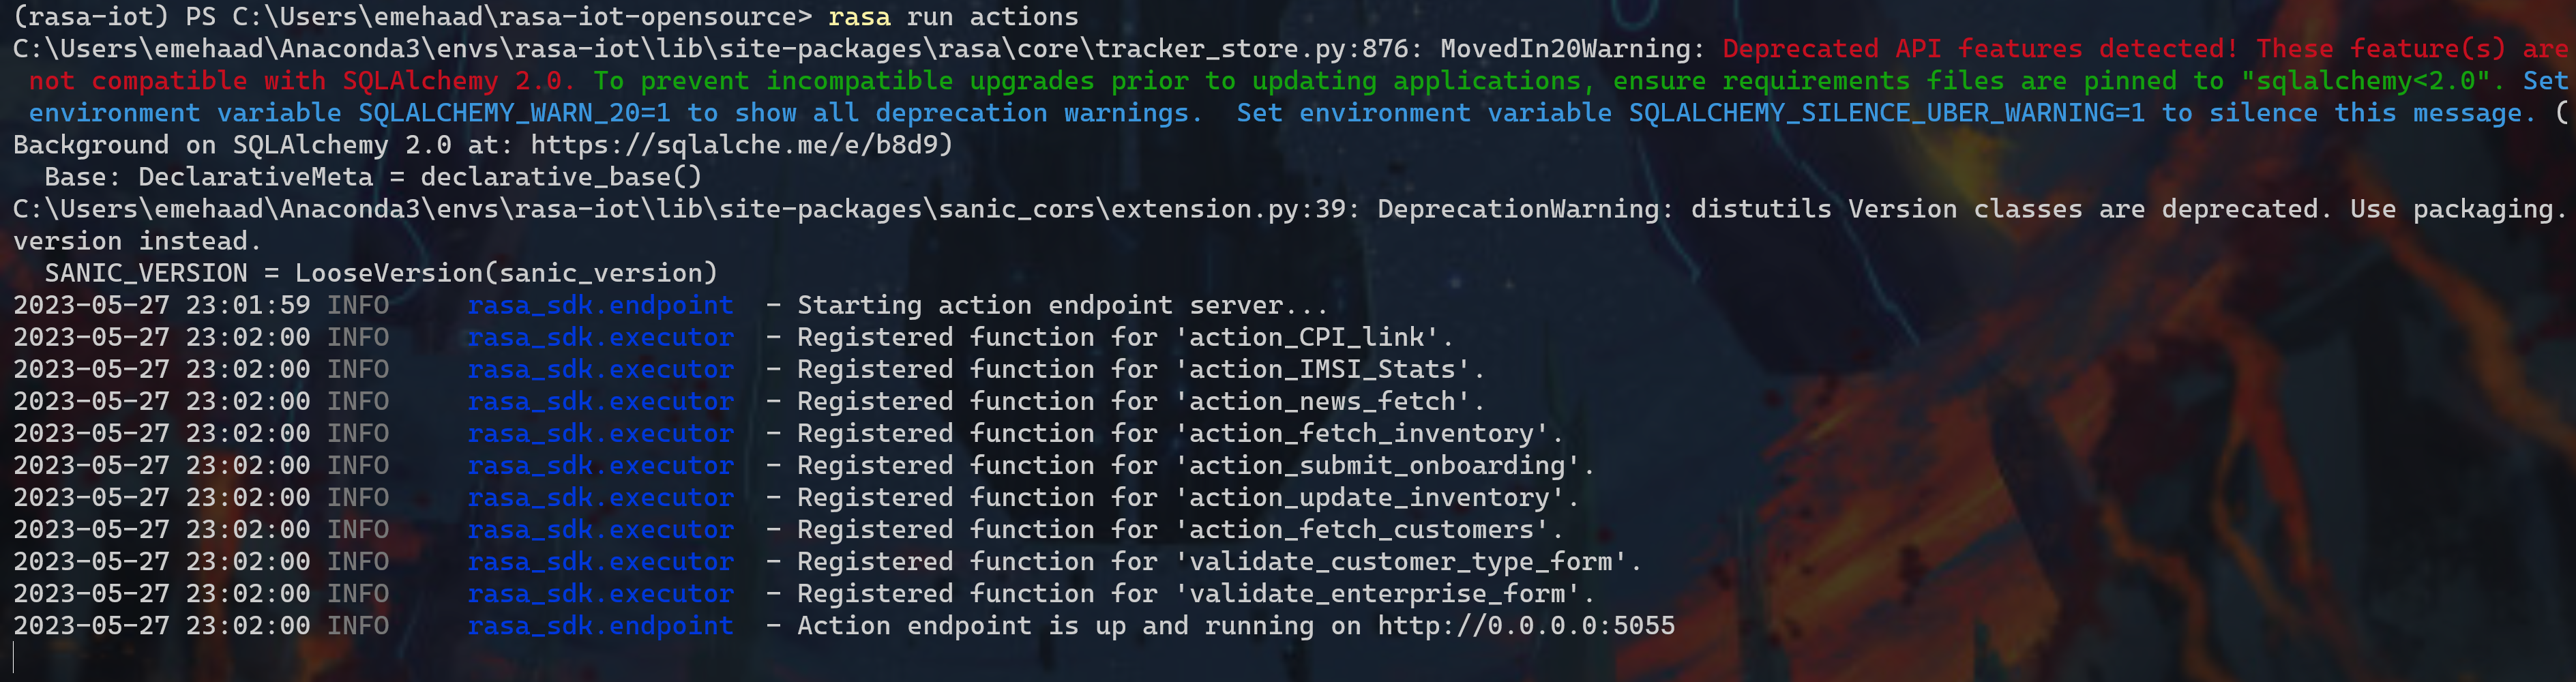 (rasa-iot) PS C:\Users\emehaad\rasa-iot-opensource> rasa run actions
C:\Users\emehaad\Anaconda3\envs\rasa-iot\lib\site-packages\rasa\core\tracker_store.py:876: MovedIn20Warning: Deprecated API features detected! These feature(s) are
 not compatible with SQLAlchemy 2.0. To prevent incompatible upgrades prior to updating applications, ensure requirements files are pinned to "sqlalchemy<2.0". Set
 environment variable SQLALCHEMY_WARN_20=1 to show all deprecation warnings.  Set environment variable SQLALCHEMY_SILENCE_UBER_WARNING=1 to silence this message. (
Background on SQLAlchemy 2.0 at: https://sqlalche.me/e/b8d9)
  Base: DeclarativeMeta = declarative_base()
C:\Users\emehaad\Anaconda3\envs\rasa-iot\lib\site-packages\sanic_cors\extension.py:39: DeprecationWarning: distutils Version classes are deprecated. Use packaging.
version instead.
  SANIC_VERSION = LooseVersion(sanic_version)
2023-05-27 23:01:59 INFO     rasa_sdk.endpoint  - Starting action endpoint server...
2023-05-27 23:02:00 INFO     rasa_sdk.executor  - Registered function for 'action_CPI_link'.
2023-05-27 23:02:00 INFO     rasa_sdk.executor  - Registered function for 'action_IMSI_Stats'.
2023-05-27 23:02:00 INFO     rasa_sdk.executor  - Registered function for 'action_news_fetch'.
2023-05-27 23:02:00 INFO     rasa_sdk.executor  - Registered function for 'action_fetch_inventory'.
2023-05-27 23:02:00 INFO     rasa_sdk.executor  - Registered function for 'action_submit_onboarding'.
2023-05-27 23:02:00 INFO     rasa_sdk.executor  - Registered function for 'action_update_inventory'.
2023-05-27 23:02:00 INFO     rasa_sdk.executor  - Registered function for 'action_fetch_customers'.
2023-05-27 23:02:00 INFO     rasa_sdk.executor  - Registered function for 'validate_customer_type_form'.
2023-05-27 23:02:00 INFO     rasa_sdk.executor  - Registered function for 'validate_enterprise_form'.
2023-05-27 23:02:00 INFO     rasa_sdk.endpoint  - Action endpoint is up and running on http://0.0.0.0:5055